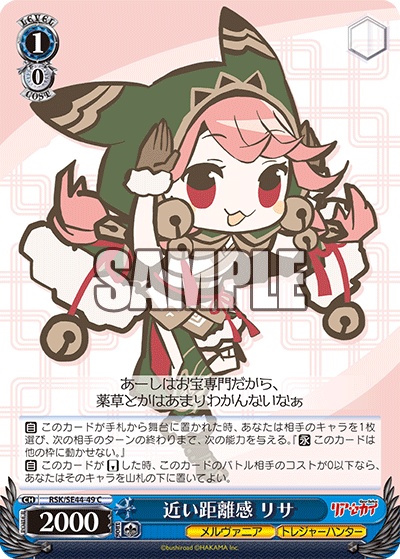 LEVEL
1
0
COST
SAMPLE
あーしはお宝専門だがち、
薬草とかはあまりわかんないなぁ
自 このカードが手札から舞台に置かれた時、あなたは相手のキャラを1枚
選び、次の相手のターンの終わりまで、次の能力を与える。『永 このカードは
他の枠に動かせない。』
自 このカードがリバースした時、このカードのバトル相手のコストが0以下なら、
あなたはそのキャラを山札の下に置いてよい。
CH RSK/SE44-49 C
2000
近い距離感 リサ
メルヴァニア
トレジャーハンター
©bushiroad ©HAKAMA Inc.